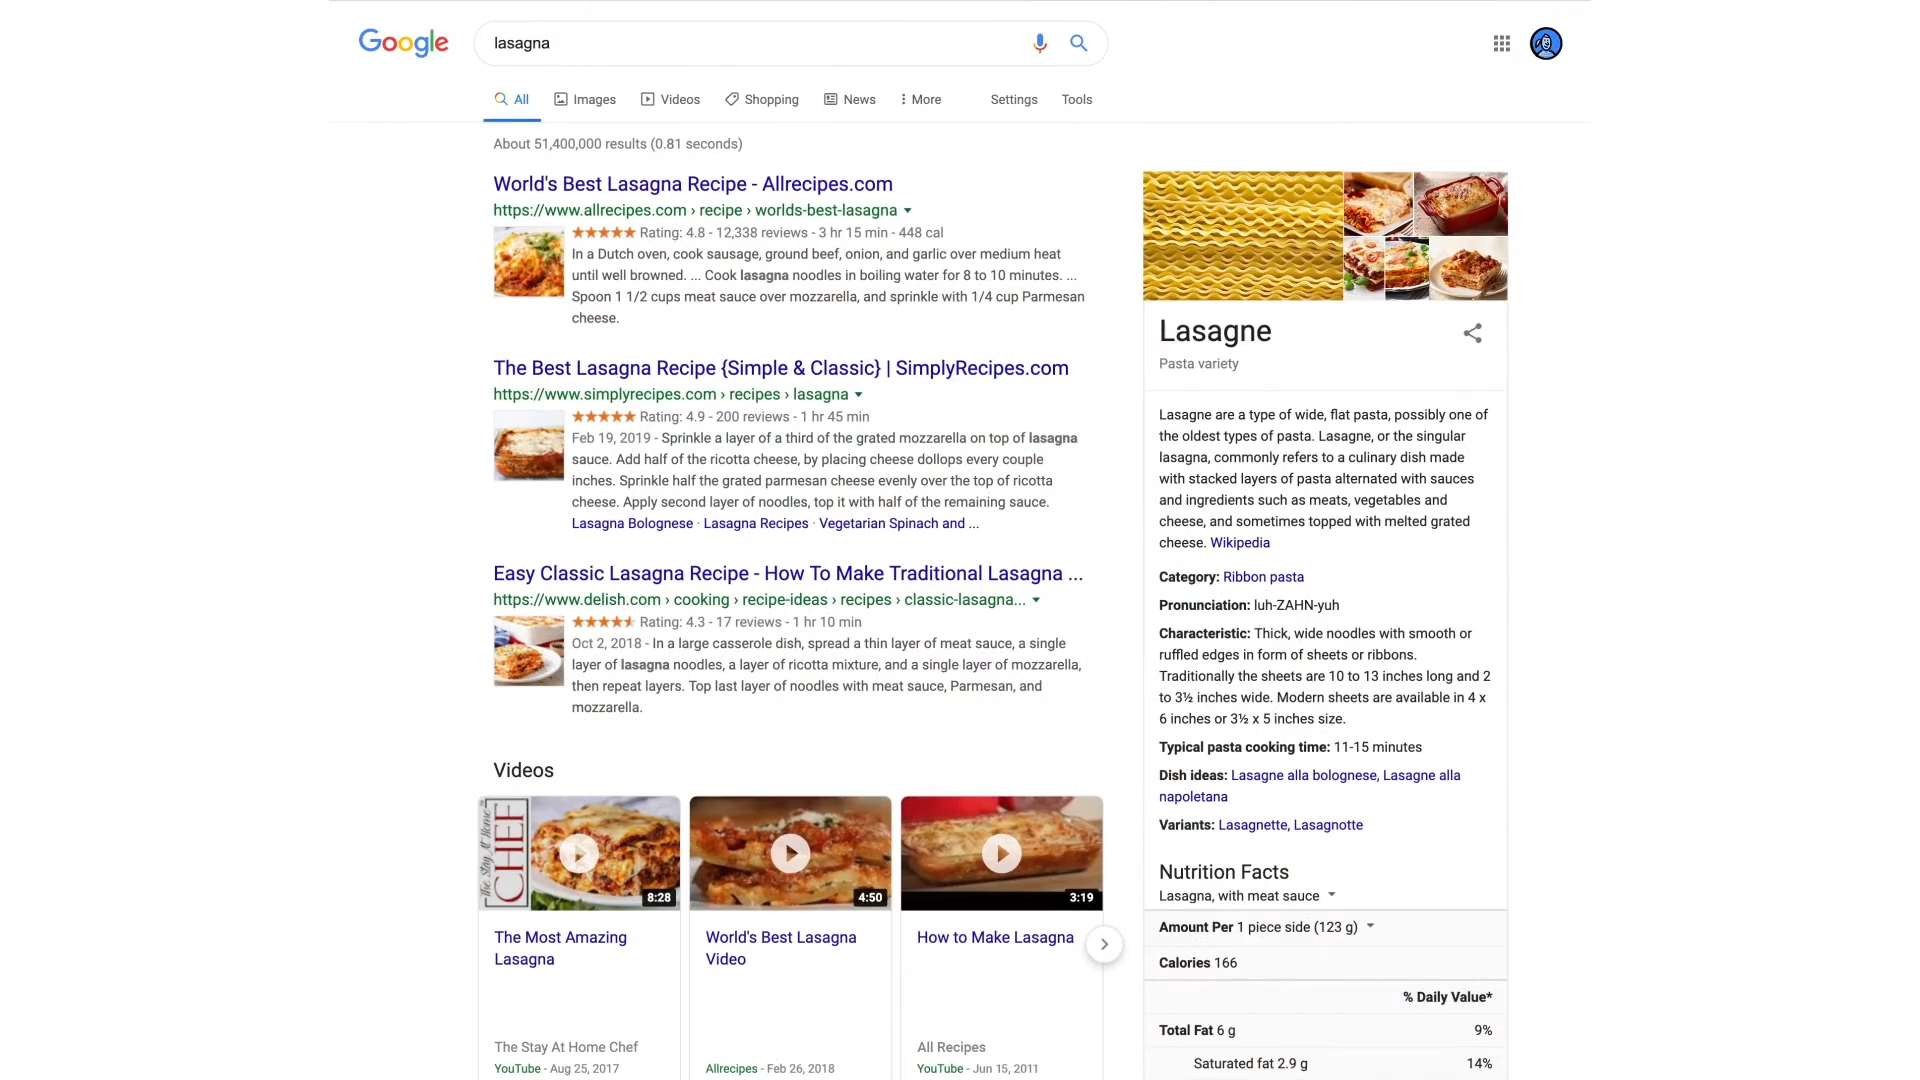 Google
lasagna
All
Images
Videos
Shopping
News
More
Settings
Tools
About 51,400,000 results (0.81 seconds)
World's Best Lasagna Recipe - Allrecipes.com
https://www.allrecipes.com › recipe › worlds-best-lasagna
Rating: 4.8 - 12,338 reviews - 3 hr 15 min - 448 cal
In a Dutch oven, cook sausage, ground beef, onion, and garlic over medium heat
until well browned. ... Cook lasagna noodles in boiling water for 8 to 10 minutes. ...
Spoon 1 1/2 cups meat sauce over mozzarella, and sprinkle with 1/4 cup Parmesan
cheese.
The Best Lasagna Recipe {Simple & Classic} | SimplyRecipes.com
https://www.simplyrecipes.com › recipes › lasagna
Rating: 4.9 - 200 reviews - 1 hr 45 min
Feb 19, 2019 - Sprinkle a layer of a third of the grated mozzarella on top of lasagna
sauce. Add half of the ricotta cheese, by placing cheese dollops every couple
inches. Sprinkle half the grated parmesan cheese evenly over the top of ricotta
cheese. Apply second layer of noodles, top it with half of the remaining sauce.
Lasagna Bolognese · Lasagna Recipes · Vegetarian Spinach and ...
Easy Classic Lasagna Recipe - How To Make Traditional Lasagna ...
https://www.delish.com › cooking › recipe-ideas › recipes › classic-lasagna...
Rating: 4.3 - 17 reviews - 1 hr 10 min
Oct 2, 2018 - In a large casserole dish, spread a thin layer of meat sauce, a single
layer of lasagna noodles, a layer of ricotta mixture, and a single layer of mozzarella,
then repeat layers. Top last layer of noodles with meat sauce, Parmesan, and
mozzarella.
Videos
The Stay At Home
CHEF
8:28
The Most Amazing
Lasagna
The Stay At Home Chef
YouTube - Aug 25, 2017
4:50
World's Best Lasagna
Video
Allrecipes - Feb 26, 2018
3:19
How to Make Lasagna
All Recipes
YouTube - Jun 15, 2011
Lasagne
Pasta variety
Lasagne are a type of wide, flat pasta, possibly one of
the oldest types of pasta. Lasagne, or the singular
lasagna, commonly refers to a culinary dish made
with stacked layers of pasta alternated with sauces
and ingredients such as meats, vegetables and
cheese, and sometimes topped with melted grated
cheese. Wikipedia
Category: Ribbon pasta
Pronunciation: luh-ZAHN-yuh
Characteristic: Thick, wide noodles with smooth or
ruffled edges in form of sheets or ribbons.
Traditionally the sheets are 10 to 13 inches long and 2
to 3½ inches wide. Modern sheets are available in 4 x
6 inches or 3½ x 5 inches size.
Typical pasta cooking time: 11-15 minutes
Dish ideas: Lasagne alla bolognese, Lasagne alla
napoletana
Variants: Lasagnette, Lasagnotte
Nutrition Facts
Lasagna, with meat sauce
Amount Per 1 piece side (123 g)
Calories 166
% Daily Value*
Total Fat 6 g 9%
Saturated fat 2.9 g 14%